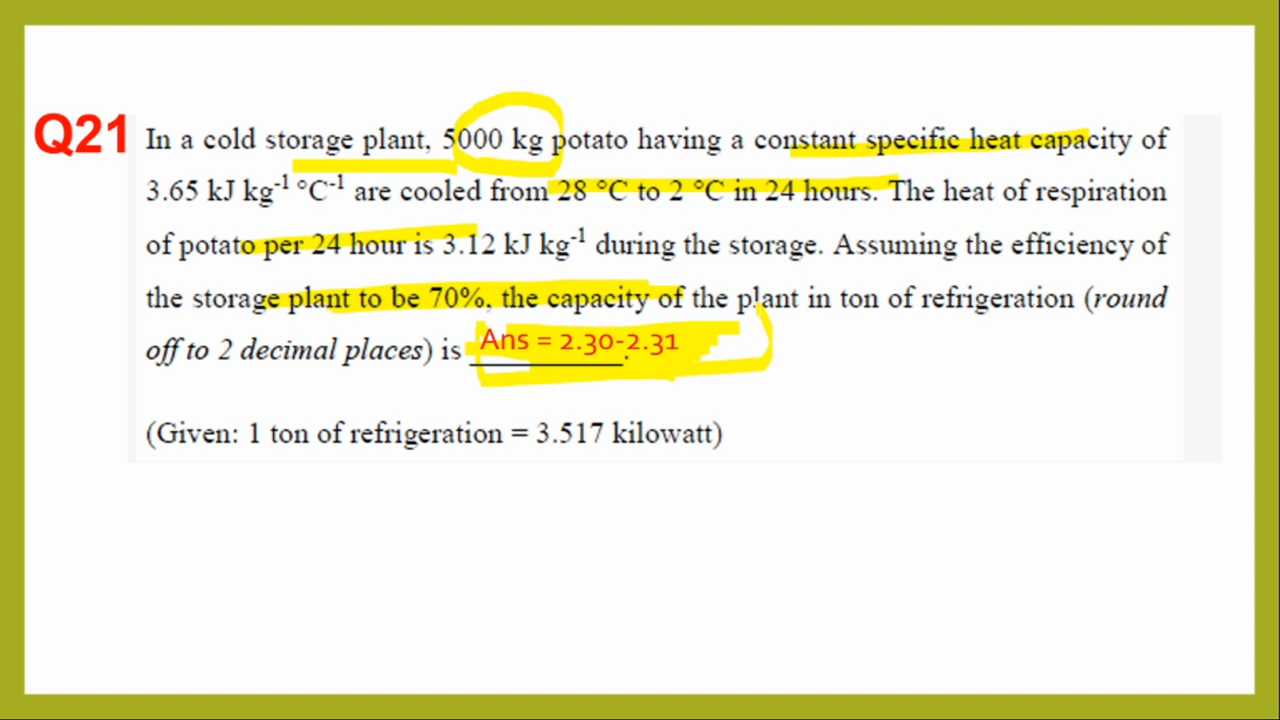 Q21 In a cold storage plant, 5000 kg potato having a constant specific heat capacity of
3.65 kJ kg⁻¹ °C⁻¹ are cooled from 28 °C to 2 °C in 24 hours. The heat of respiration
of potato per 24 hour is 3.12 kJ kg⁻¹ during the storage. Assuming the efficiency of
the storage plant to be 70%, the capacity of the plant in ton of refrigeration (round
off to 2 decimal places) is Ans = 2.30-2.31.
(Given: 1 ton of refrigeration = 3.517 kilowatt)